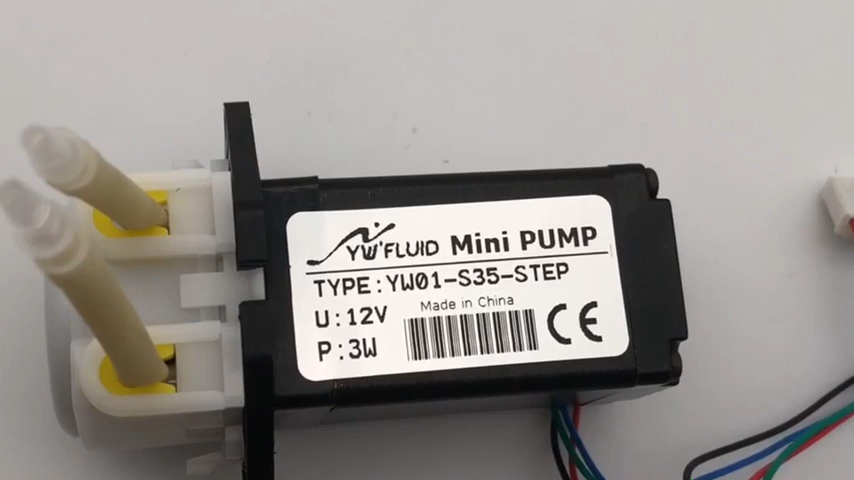 YW'FLUID Mini PUMP
TYPE:YW01-S35-STEP
U:12V
Made in China
P:3W
CE